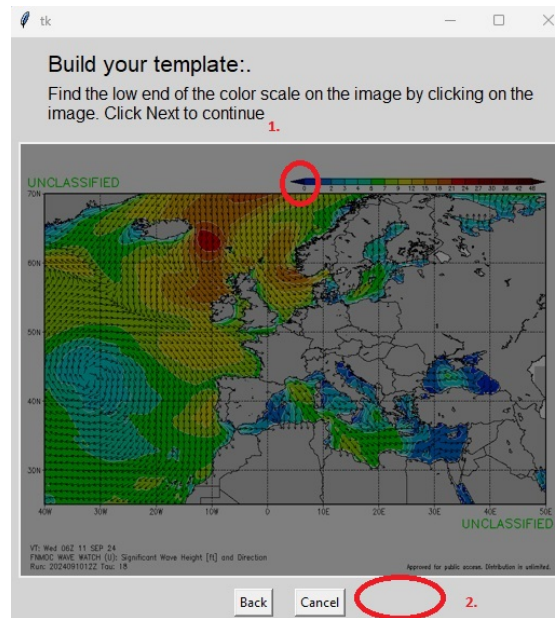 tk
Build your template:.
Find the low end of the color scale on the image by clicking on the
image. Click Next to continue
1.
UNCLASSIFIED
0 1 2 3 4 6 7 9 12 15 18 21 24 27 30 36 42 48
70N
60N
50N
40N
30N
40W 30W 20W 10W 0 10E 20E 30E 40E 50E
UNCLASSIFIED
VT: Wed 06Z 11 SEP 24
FNMOC WAVE WATCH (U): Significant Wave Height [ft] and Direction
Run: 2024091012Z Tau: 18
Approved for public access. Distribution in unlimited.
Back Cancel 2.